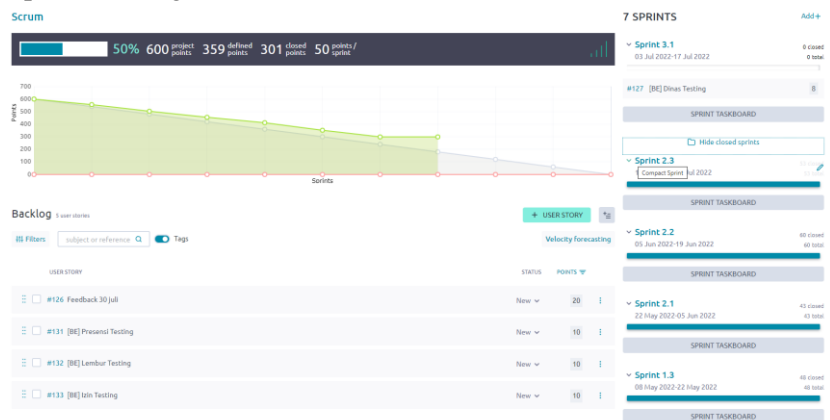 Scrum
50% 600 project points 359 defined points 301 closed points 50 points/ sprint
700
600
500
400
300
200
100
0
Points
Sprints
Backlog 5 user stories
+ USER STORY
Filters subject or reference Tags Velocity forecasting
USER STORY STATUS POINTS
#126 Feedback 30 juli New 20
#131 [BE] Presensi Testing New 10
#132 [BE] Lembur Testing New 10
#133 [BE] Izin Testing New 10
7 SPRINTS Add +
Sprint 3.1 0 closed
03 Jul 2022-17 Jul 2022 0 total
#127 [BE] Dinas Testing 8
SPRINT TASKBOARD
Hide closed sprints
Sprint 2.3
Compact Sprint Jul 2022
SPRINT TASKBOARD
Sprint 2.2 60 closed
05 Jun 2022-19 Jun 2022 60 total
SPRINT TASKBOARD
Sprint 2.1 43 closed
22 May 2022-05 Jun 2022 43 total
SPRINT TASKBOARD
Sprint 1.3 48 closed
08 May 2022-22 May 2022 48 total
SPRINT TASKBOARD